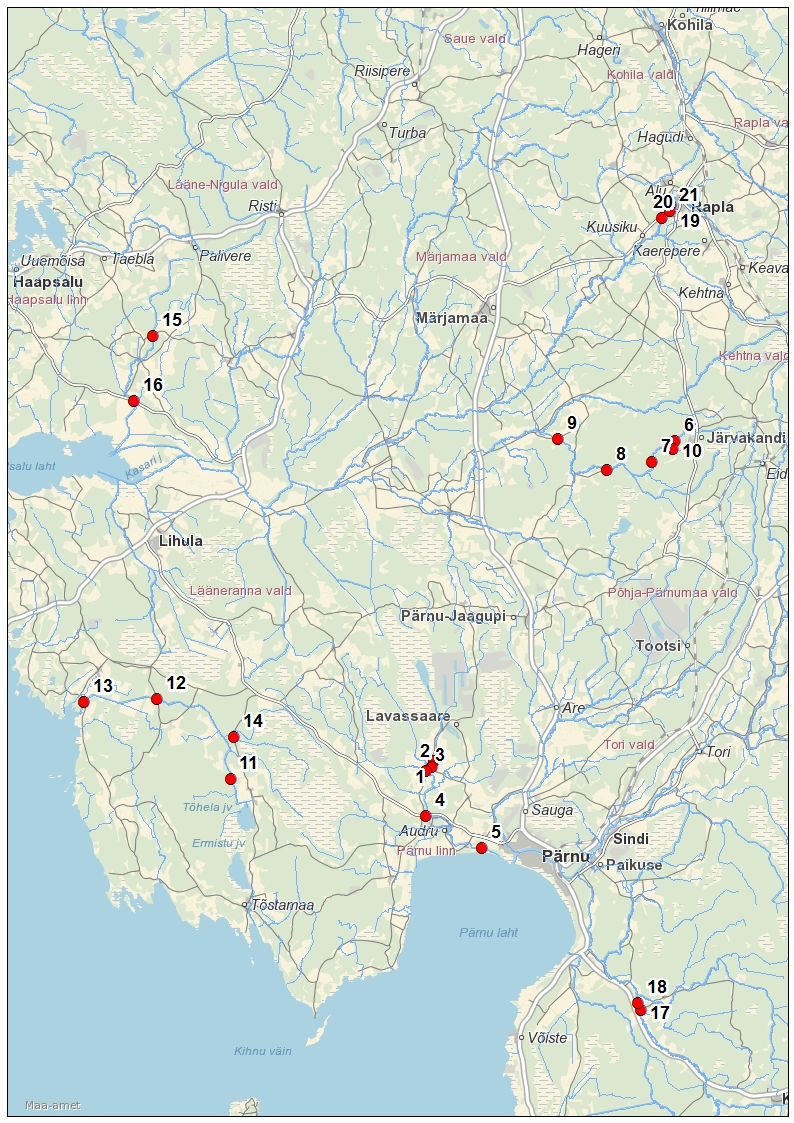 Kohila
Saue vald
Hageri
Riisipere
Kohila vald
Turba
Rapla va
Hagudi
Lääne-Nigula vald
Alu
21
20
Rapla
Risti
19
Kuusiku
Uuemõisa
Taebla
Palivere
Märjamaa vald
Kaerepere
Keava
Haapsalu
Haapsalu linn
Kehtna
15
Märjamaa
Kehtna vald
16
9
6
7
Järvakandi
10
8
tsalu laht
Kasari j
Eid
Lihula
Lääneranna vald
Põhja-Pärnumaa vald
Pärnu-Jaagupi
Tootsi
13
12
Are
14
Lavassaare
Tori vald
2
3
Tori
11
1
4
Tõhela jv
Sauga
Audru
5
Ermistu jv
Pärnu linn
Sindi
Pärnu
Paikuse
Tõstamaa
Pärnu laht
18
17
Võiste
Kihnu väin
Maa-amet